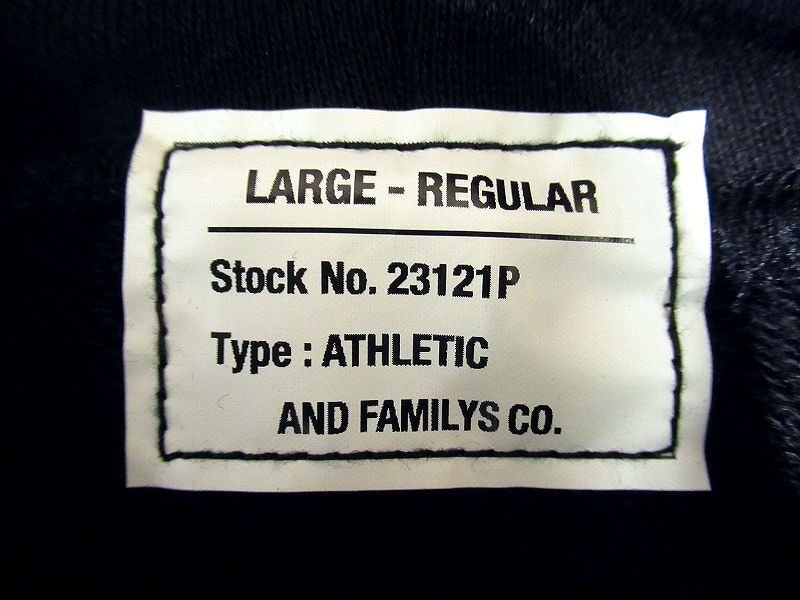 LARGE - REGULAR
Stock No. 23121P
Type : ATHLETIC
AND FAMILYS CO.